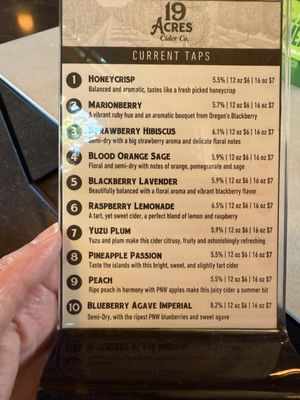 19
ACRES
Cider Co.
CURRENT TAPS
1 HONEYCRISP 5.5% | 12 oz $6 | 16 oz $7
Balanced and aromatic, tastes like a fresh picked honeycrisp
2 MARIONBERRY 5.7% | 12 oz $6 | 16 oz $7
A vibrant ruby hue and an aromatic bouquet from Oregon's Blackberry
3 STRAWBERRY HIBISCUS 6.1% | 12 oz $6 | 16 oz $7
Semi-dry with a big strawberry aroma and delicate floral notes
4 BLOOD ORANGE SAGE 5.9% | 12 oz $6 | 16 oz $7
Floral and semi-dry with notes of orange, pomegranate and sage
5 BLACKBERRY LAVENDER 5.9% | 12 oz $6 | 16 oz $7
Beautifully balanced with a floral aroma and vibrant blackberry flavor
6 RASPBERRY LEMONADE 6.5% | 12 oz $6 | 16 oz $7
A tart, yet sweet cider, a perfect blend of lemon and raspberry
7 YUZU PLUM 5.9% | 12 oz $6 | 16 oz $7
Yuzu and plum make this cider citrusy, fruity and astonishingly refreshing
8 PINEAPPLE PASSION 5.5% | 12 oz $6 | 16 oz $7
Taste the islands with this bright, sweet, and slightly tart cider
9 PEACH 5.5% | 12 oz $6 | 16 oz $7
Ripe peach in harmony with PNW apples make this juicy cider a summer hit
10 BLUEBERRY AGAVE IMPERIAL 8.2% | 12 oz $6 | 16 oz $7
Semi-Dry, with the ripest PNW blueberries and sweet agave